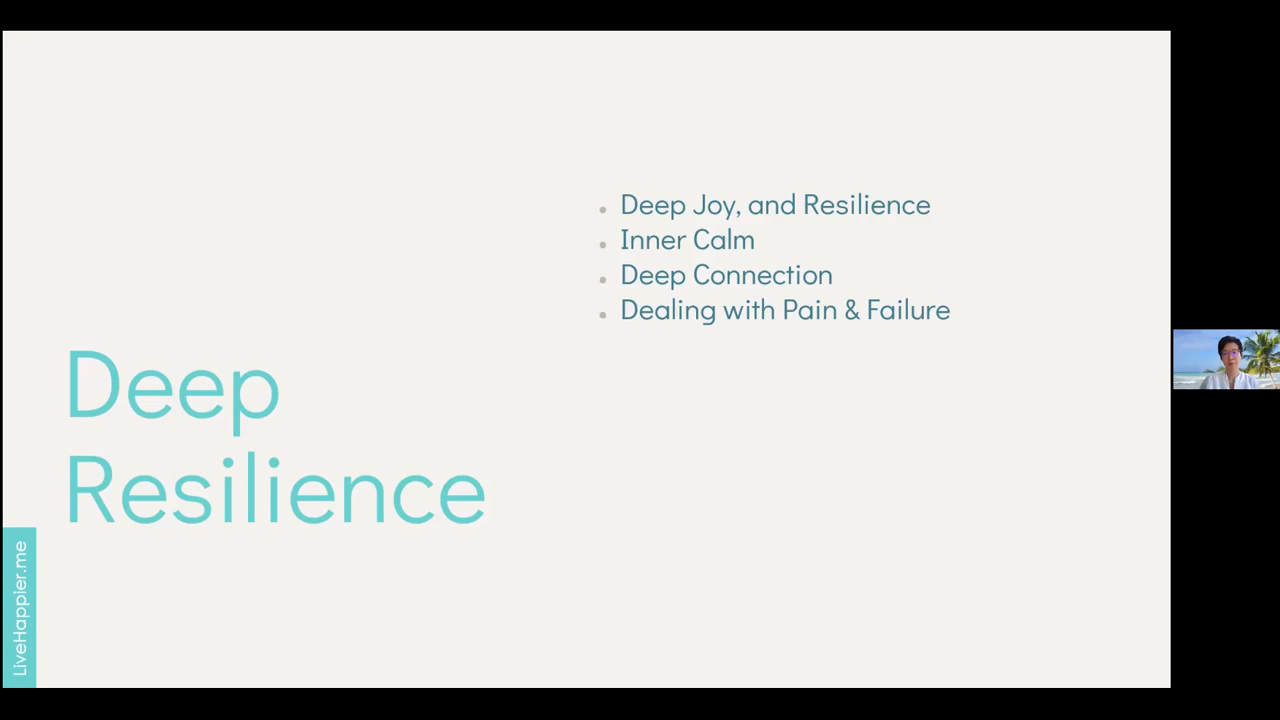 Deep Joy, and Resilience
Inner Calm
Deep Connection
Dealing with Pain & Failure
Deep
Resilience
LiveHappier.me